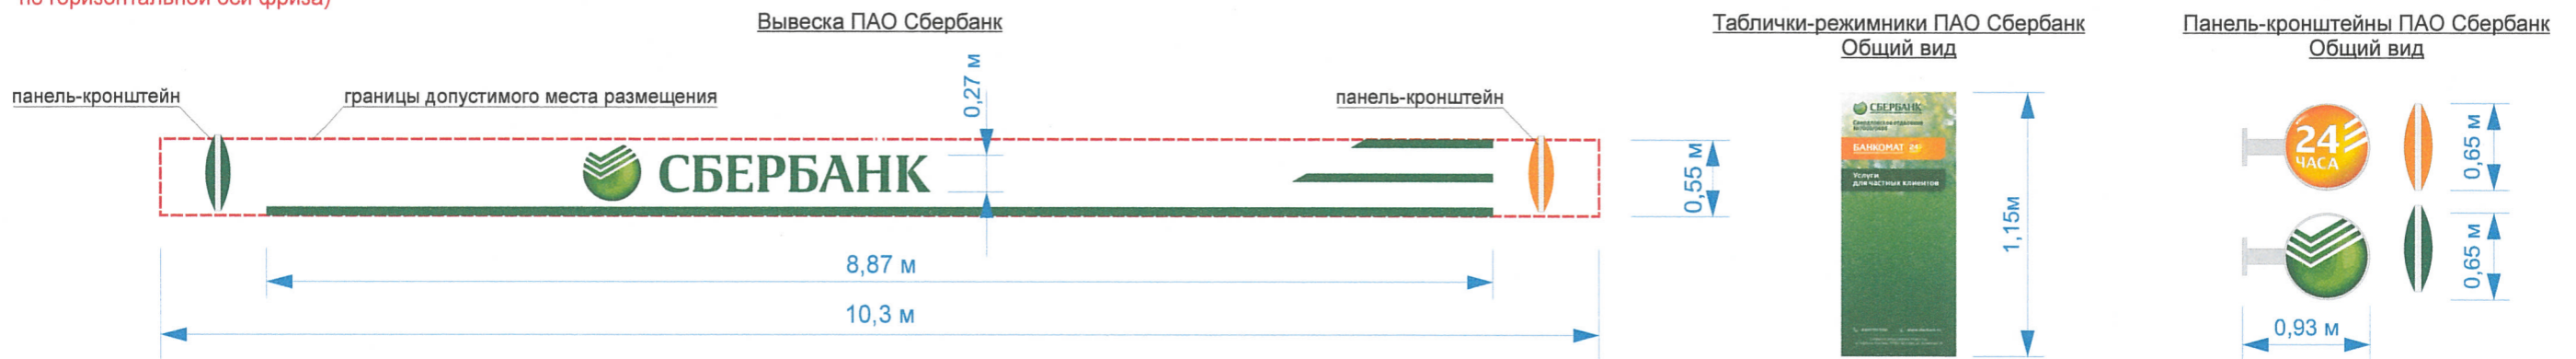 по горизонтальной оси фриза)
Вывеска ПАО Сбербанк
Таблички-режимники ПАО Сбербанк
Общий вид
Панель-кронштейны ПАО Сбербанк
Общий вид
панель-кронштейн
границы допустимого места размещения
0,27 м
панель-кронштейн
СБЕРБАНК
0,55 м
8,87 м
10,3 м
СБЕРБАНК
БАНКОМАТ 24
Услуги
для частных клиентов
1,15м
24
ЧАСА
0,65 м
0,65 м
0,93 м